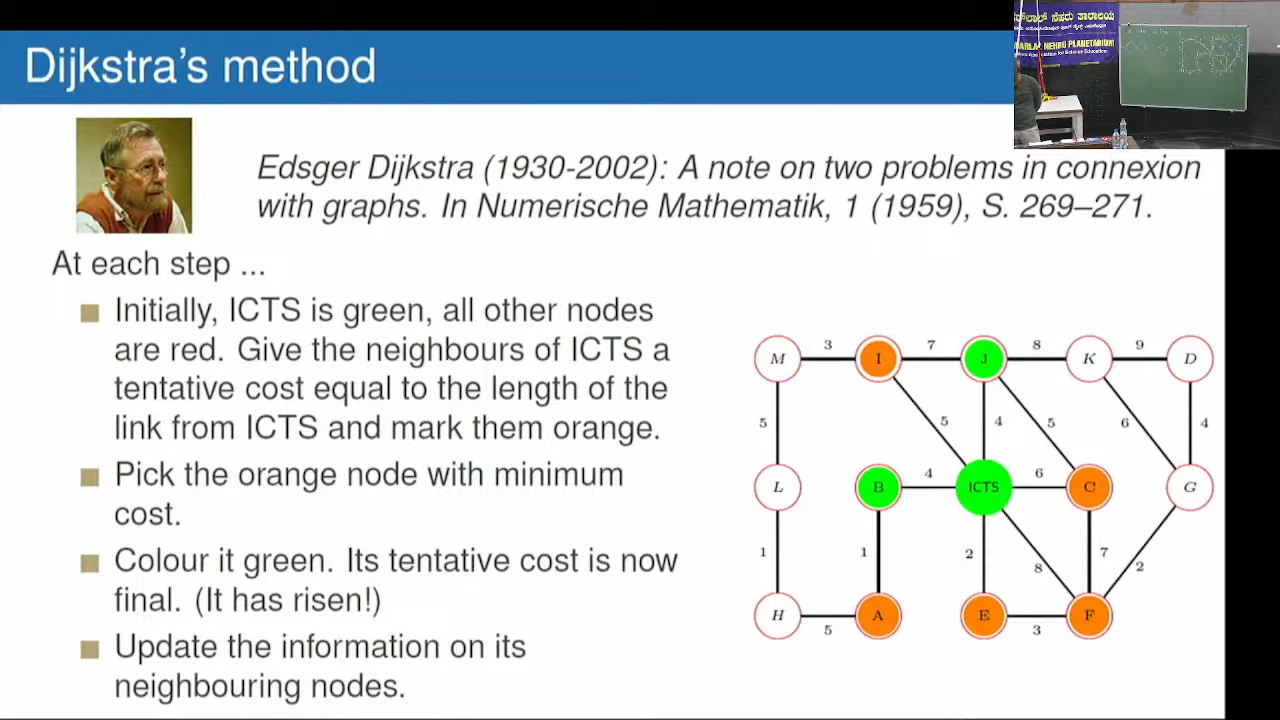 Dijkstra's method
Edsger Dijkstra (1930-2002): A note on two problems in connexion
with graphs. In Numerische Mathematik, 1 (1959), S. 269–271.
At each step ...
Initially, ICTS is green, all other nodes
are red. Give the neighbours of ICTS a
tentative cost equal to the length of the
link from ICTS and mark them orange.
Pick the orange node with minimum
cost.
Colour it green. Its tentative cost is now
final. (It has risen!)
Update the information on its
neighbouring nodes.
M 3 I 7 J 8 K 9 D
5 5 4 5 6 4
L B 4 ICTS 6 C G
1 1 2 8 7 2
H 5 A E 3 F
NEHRU PLANETARIUM